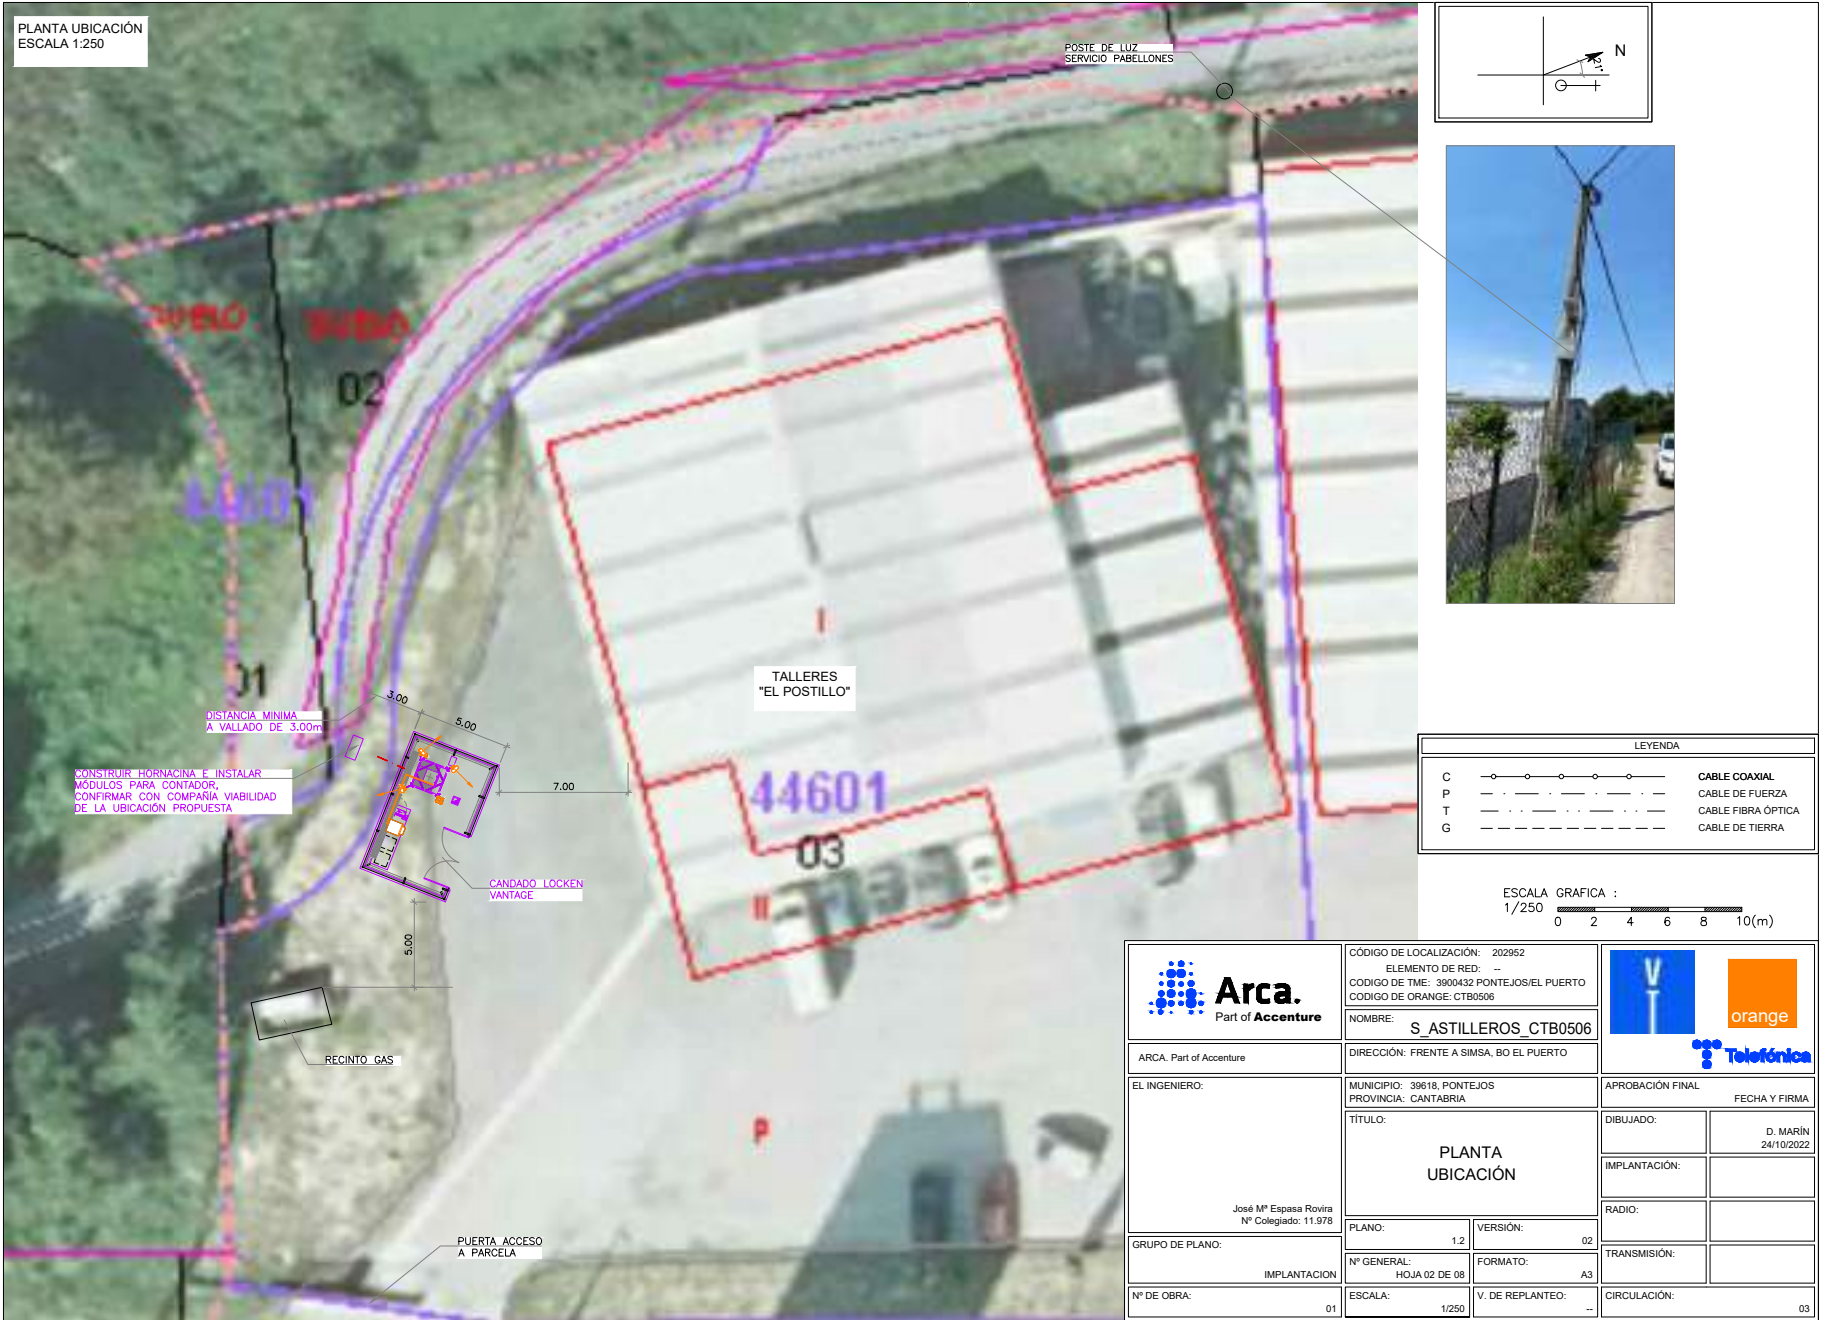 PLANTA UBICACIÓN
ESCALA 1:250
POSTE DE LUZ
SERVICIO PABELLONES
N
21°
SUELO
SUELO
02
44601
01
DISTANCIA MINIMA
A VALLADO DE 3.00m
3.00
5.00
CONSTRUIR HORNACINA E INSTALAR
MÓDULOS PARA CONTADOR,
CONFIRMAR CON COMPAÑÍA VIABILIDAD
DE LA UBICACIÓN PROPUESTA
7.00
I
TALLERES
"EL POSTILLO"
44601
03
II
CANDADO LOCKEN
VANTAGE
5.00
RECINTO GAS
P
PUERTA ACCESO
A PARCELA
LEYENDA
C CABLE COAXIAL
P CABLE DE FUERZA
T CABLE FIBRA ÓPTICA
G CABLE DE TIERRA
ESCALA GRAFICA :
1/250
0 2 4 6 8 10(m)
Arca.
Part of Accenture
CÓDIGO DE LOCALIZACIÓN: 202952
ELEMENTO DE RED: --
CODIGO DE TME: 3900432 PONTEJOS/EL PUERTO
CODIGO DE ORANGE: CTB0506
NOMBRE: S_ASTILLEROS_CTB0506
VT
orange
Telefónica
ARCA. Part of Accenture
DIRECCIÓN: FRENTE A SIMSA, BO EL PUERTO
EL INGENIERO:
José Mª Espasa Rovira
Nº Colegiado: 11.978
MUNICIPIO: 39618, PONTEJOS
PROVINCIA: CANTABRIA
APROBACIÓN FINAL
FECHA Y FIRMA
TÍTULO:
PLANTA
UBICACIÓN
DIBUJADO:
D. MARÍN
24/10/2022
IMPLANTACIÓN:
RADIO:
TRANSMISIÓN:
GRUPO DE PLANO:
IMPLANTACION
PLANO: 1.2
VERSIÓN: 02
Nº GENERAL:
HOJA 02 DE 08
FORMATO: A3
Nº DE OBRA: 01
ESCALA: 1/250
V. DE REPLANTEO: --
CIRCULACIÓN: 03